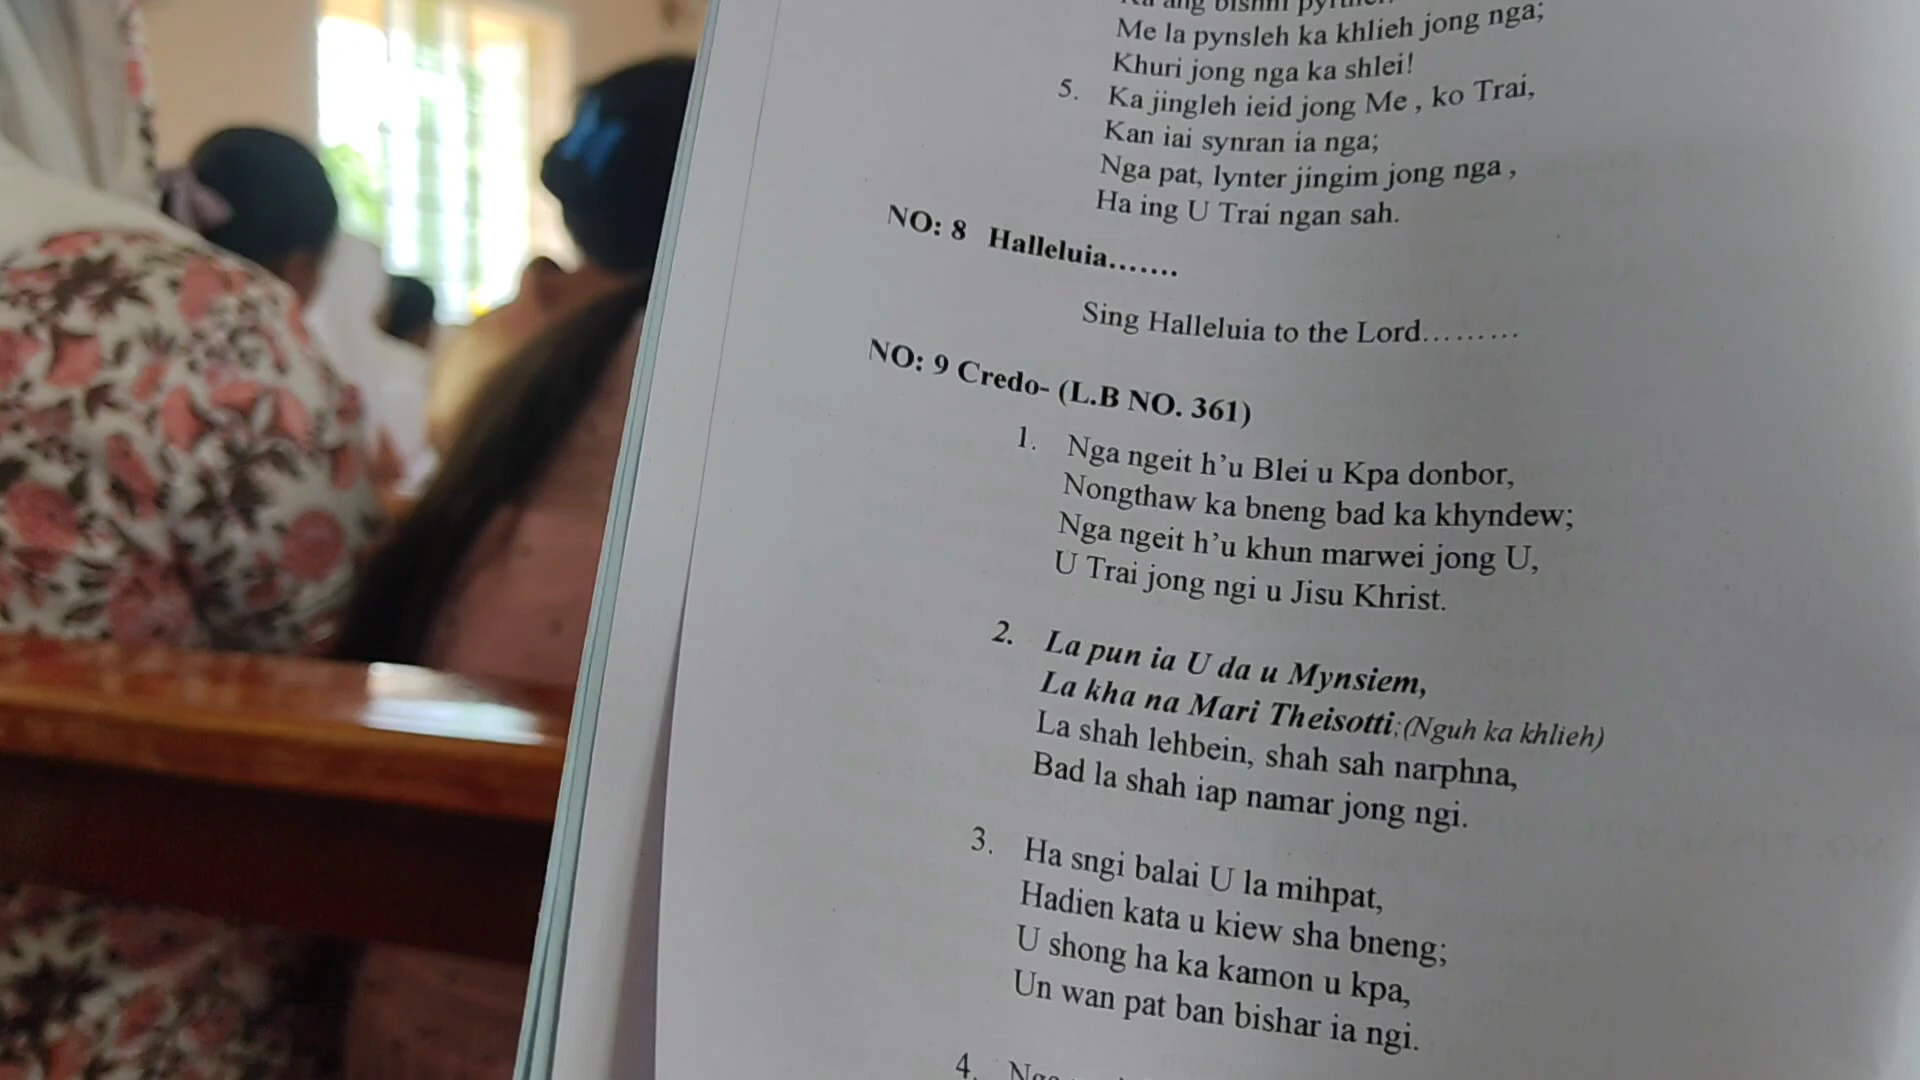 Me la pynsleh ka khlieh jong nga;
Khuri jong nga ka shlei!
5. Ka jingleh ieid jong Me , ko Trai,
Kan iai synran ia nga;
Nga pat, lynter jingim jong nga ,
Ha ing U Trai ngan sah.
NO: 8 Halleluia.......
Sing Halleluia to the Lord.........
NO: 9 Credo- (L.B NO. 361)
1. Nga ngeit h’u Blei u Kpa donbor,
Nongthaw ka bneng bad ka khyndew;
Nga ngeit h’u khun marwei jong U,
U Trai jong ngi u Jisu Khrist.
2. La pun ia U da u Mynsiem,
La kha na Mari Theisotti;(Nguh ka khlieh)
La shah lehbein, shah sah narphna,
Bad la shah iap namar jong ngi.
3. Ha sngi balai U la mihpat,
Hadien kata u kiew sha bneng;
U shong ha ka kamon u kpa,
Un wan pat ban bishar ia ngi.
4.